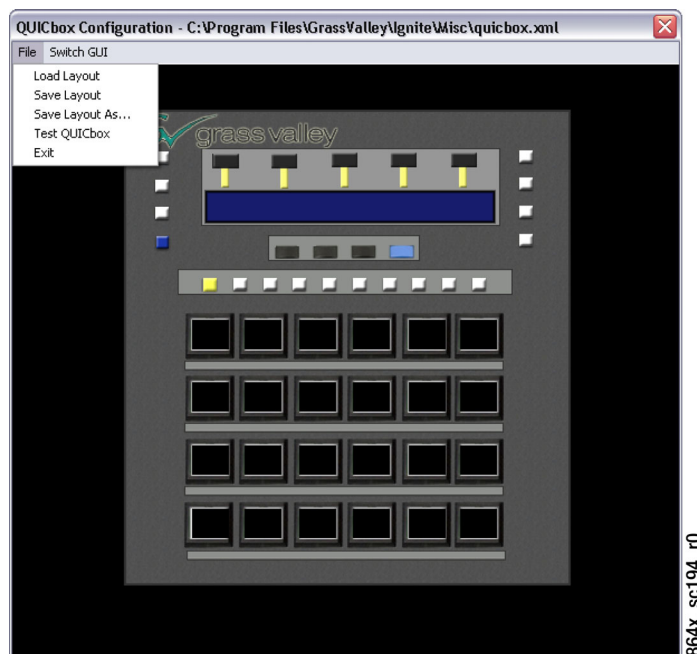 QUICbox Configuration - C:\Program Files\GrassValley\Ignite\Misc\quicbox.xml
File Switch GUI
Load Layout
Save Layout
Save Layout As...
Test QUICbox
Exit
grass valley
864x_sc194_r0